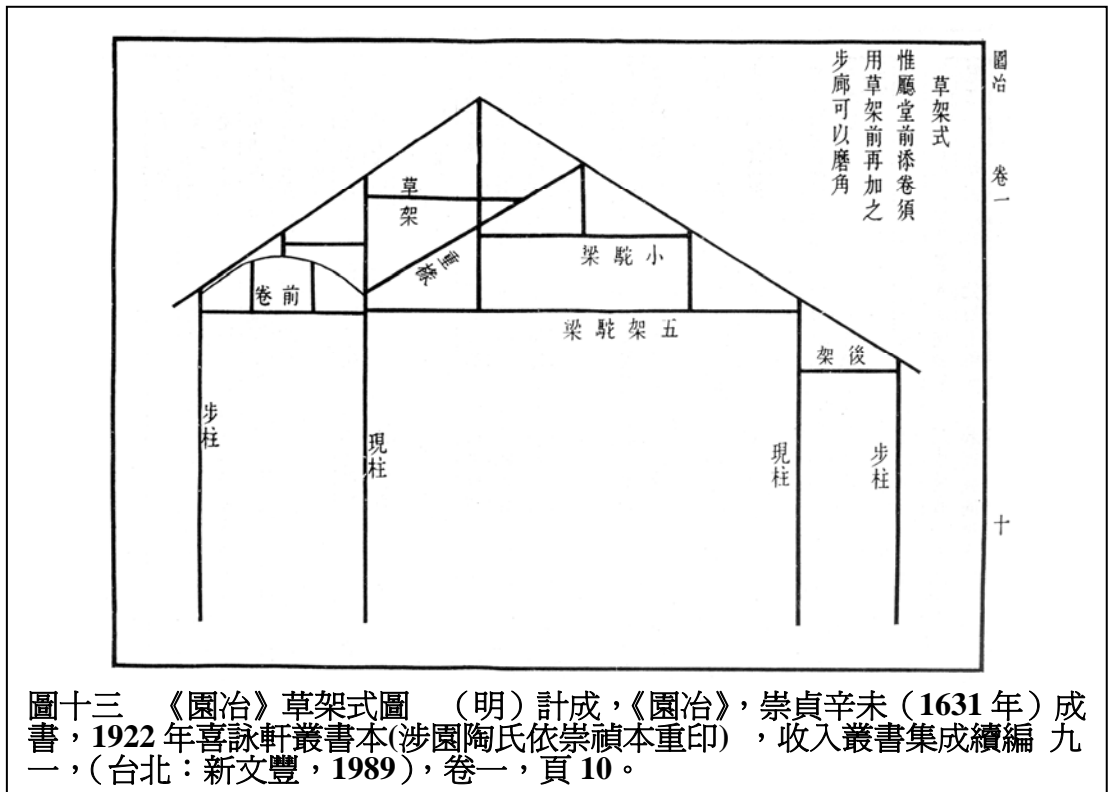 園冶
卷一
十
草架式
惟廳堂前添卷須
用草架前再加之
步廊可以磨角
後架
步柱
現柱
小駝梁
五架駝梁
草架
重椽
前卷
現柱
步柱
圖十三 《園冶》草架式圖 （明）計成，《園冶》，崇貞辛未（1631 年）成
書，1922 年喜詠軒叢書本(涉園陶氏依崇禎本重印) ，收入叢書集成續編 九
一，（台北：新文豐，1989），卷一，頁 10。